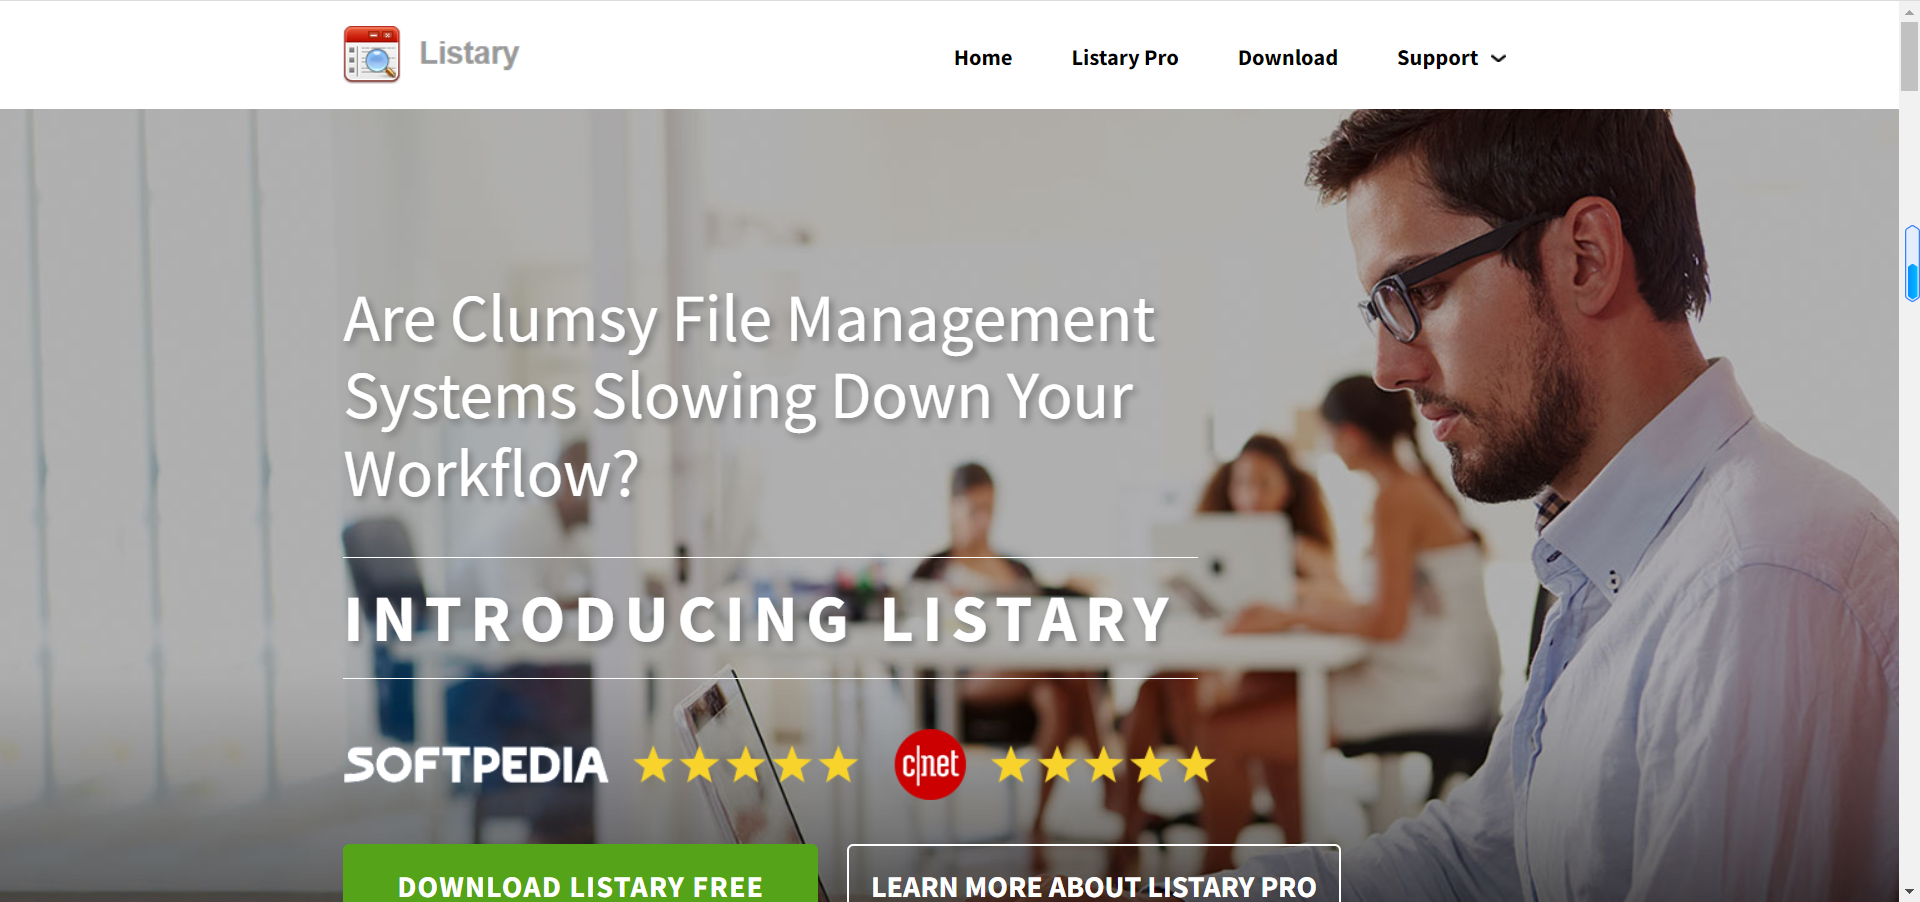 Listary
Home Listary Pro Download Support
Are Clumsy File Management
Systems Slowing Down Your
Workflow?
INTRODUCING LISTARY
SOFTPEDIA c|net
DOWNLOAD LISTARY FREE LEARN MORE ABOUT LISTARY PRO